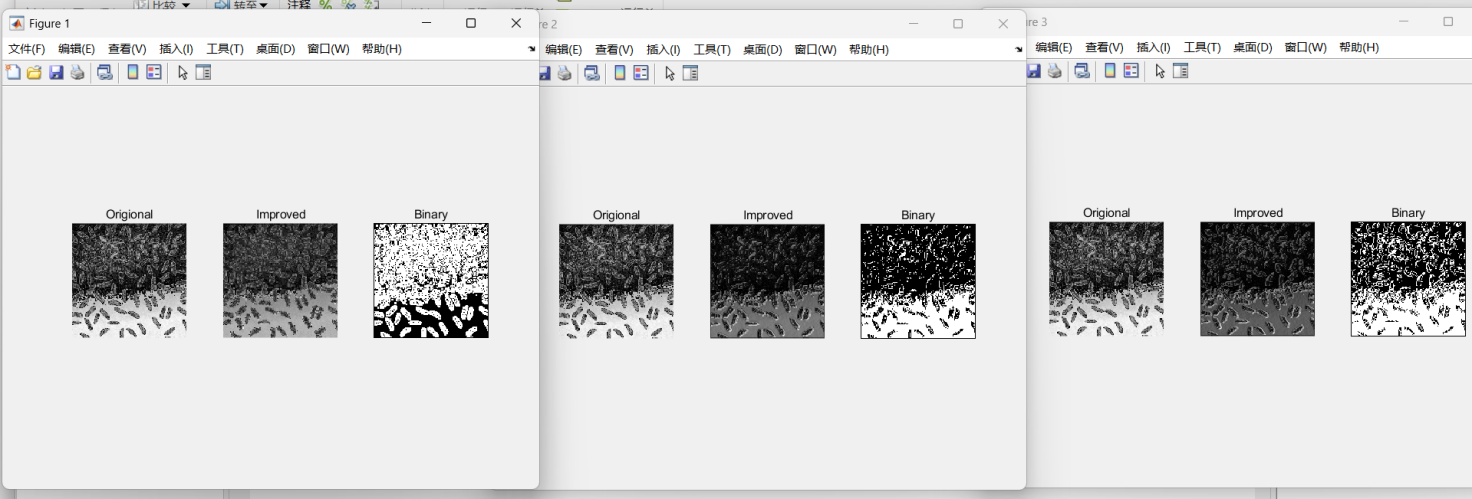 比较 转至 注释
Figure 1
文件(F) 编辑(E) 查看(V) 插入(I) 工具(T) 桌面(D) 窗口(W) 帮助(H)
Origional Improved Binary
re 2
编辑(E) 查看(V) 插入(I) 工具(T) 桌面(D) 窗口(W) 帮助(H)
Origional Improved Binary
ure 3
编辑(E) 查看(V) 插入(I) 工具(T) 桌面(D) 窗口(W) 帮助(H)
Origional Improved Binary